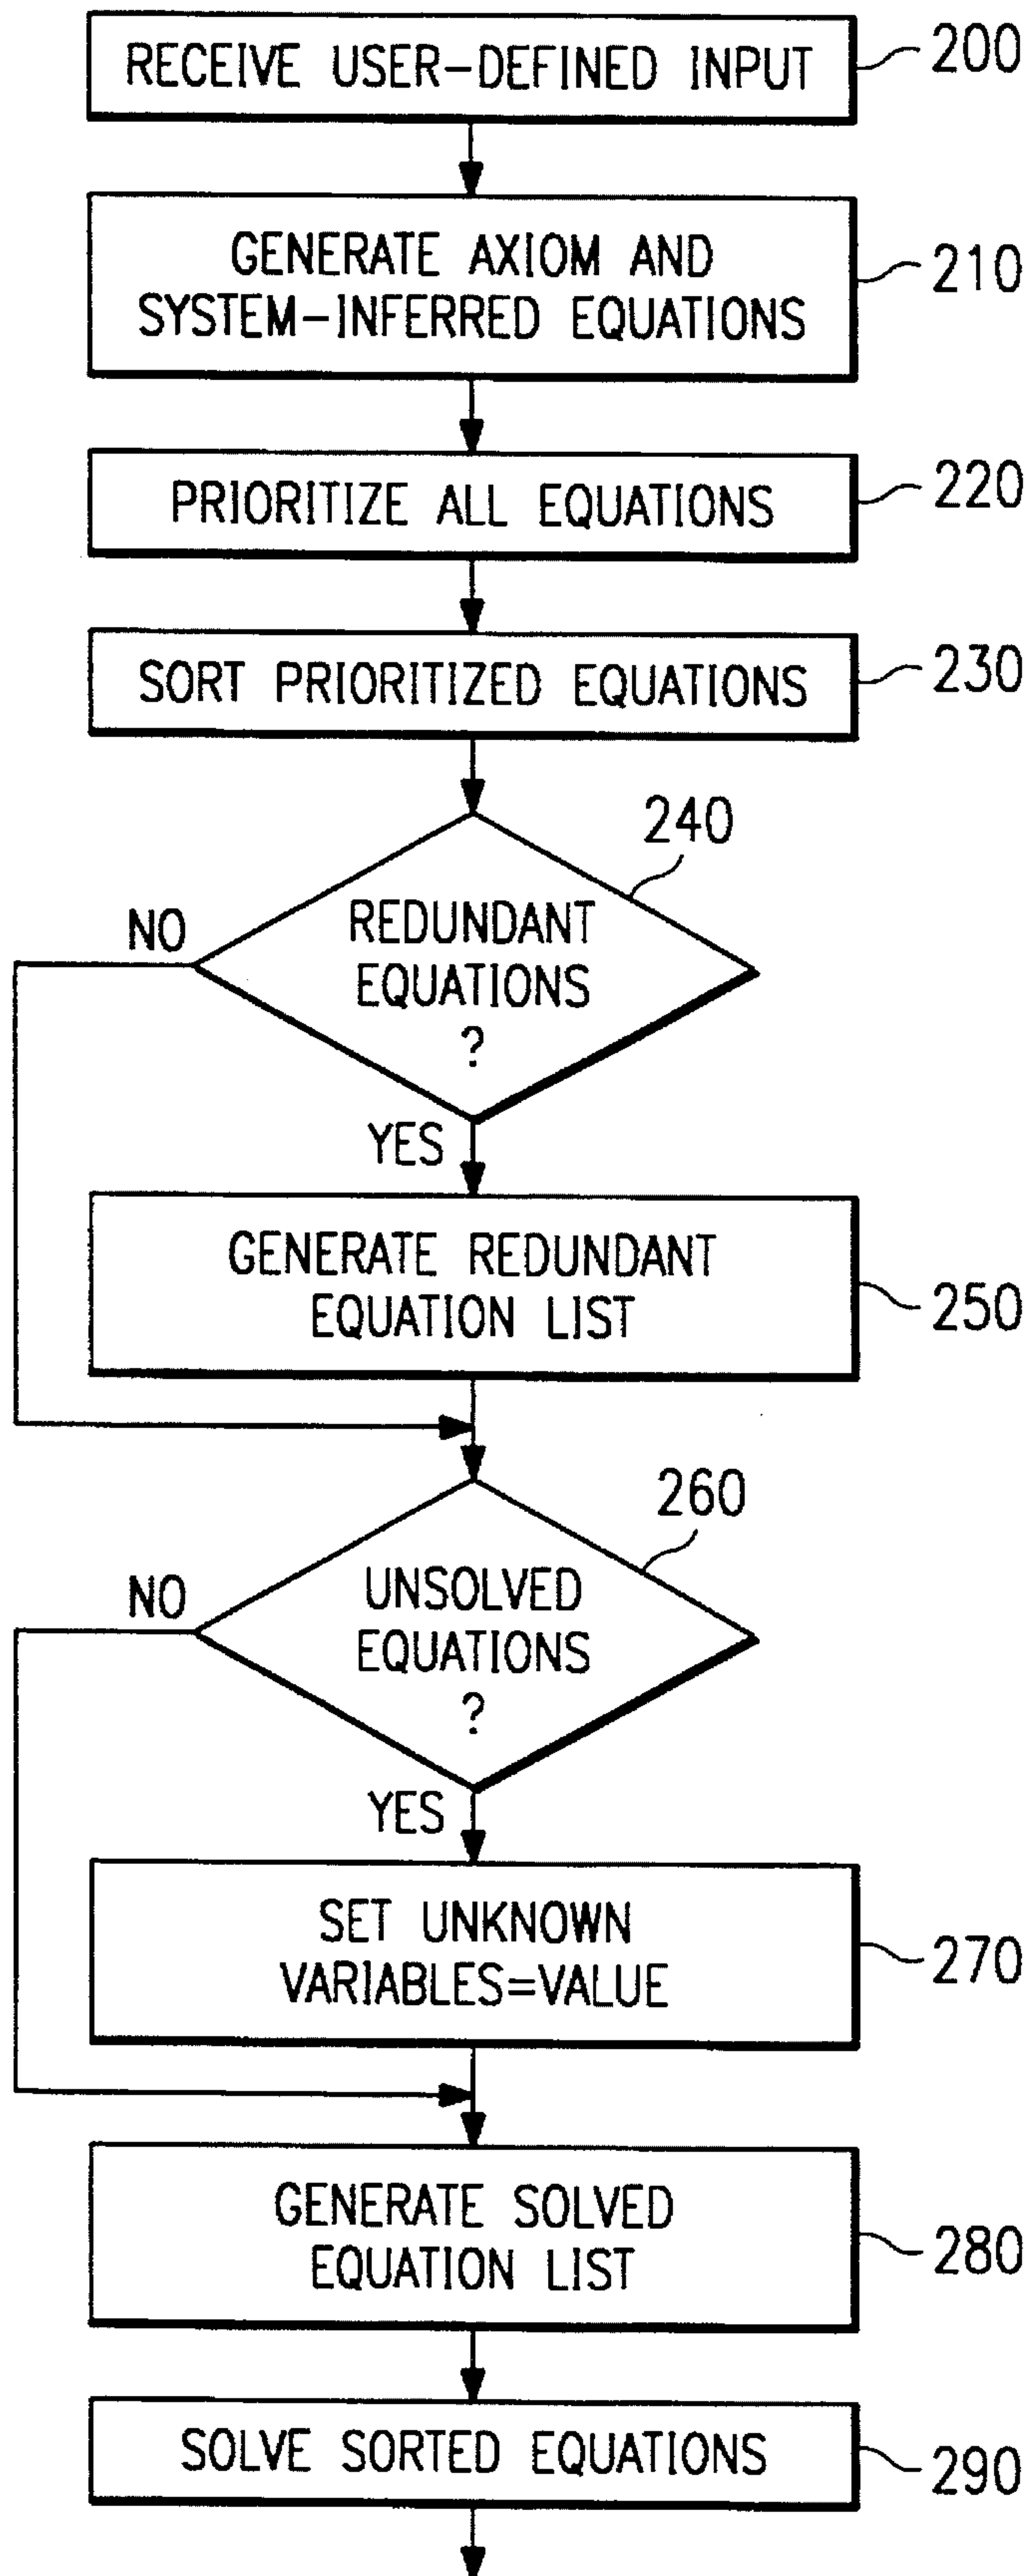 RECEIVE USER-DEFINED INPUT
200
GENERATE AXIOM AND
SYSTEM-INFERRED EQUATIONS
210
PRIORITIZE ALL EQUATIONS
220
SORT PRIORITIZED EQUATIONS
230
240
REDUNDANT
EQUATIONS
?
NO
YES
GENERATE REDUNDANT
EQUATION LIST
250
260
UNSOLVED
EQUATIONS
?
NO
YES
SET UNKNOWN
VARIABLES=VALUE
270
GENERATE SOLVED
EQUATION LIST
280
SOLVE SORTED EQUATIONS
290